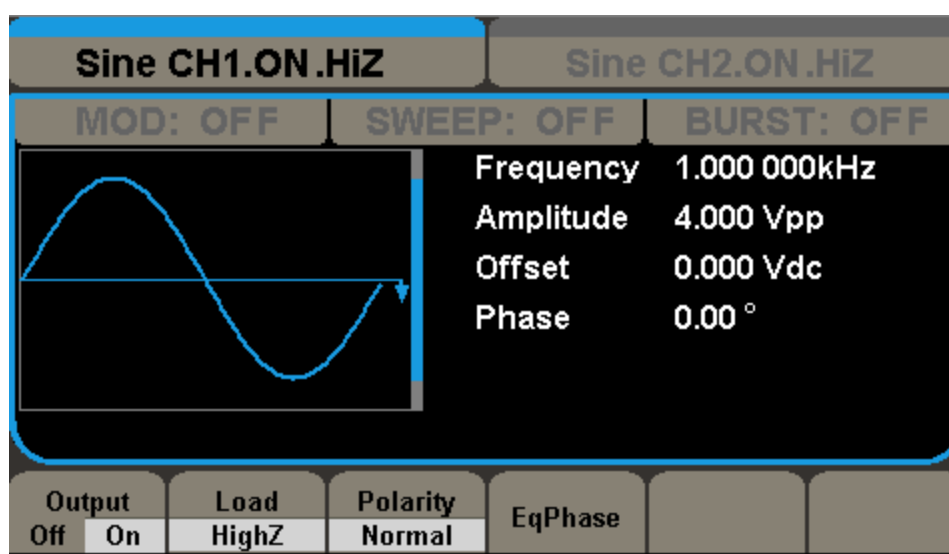 Sine CH1.ON.HiZ
Sine CH2.ON.HiZ
MOD: OFF
SWEEP: OFF
BURST: OFF
Frequency 1.000 000kHz
Amplitude 4.000 Vpp
Offset 0.000 Vdc
Phase 0.00 °
Output
Off On
Load
HighZ
Polarity
Normal
EqPhase